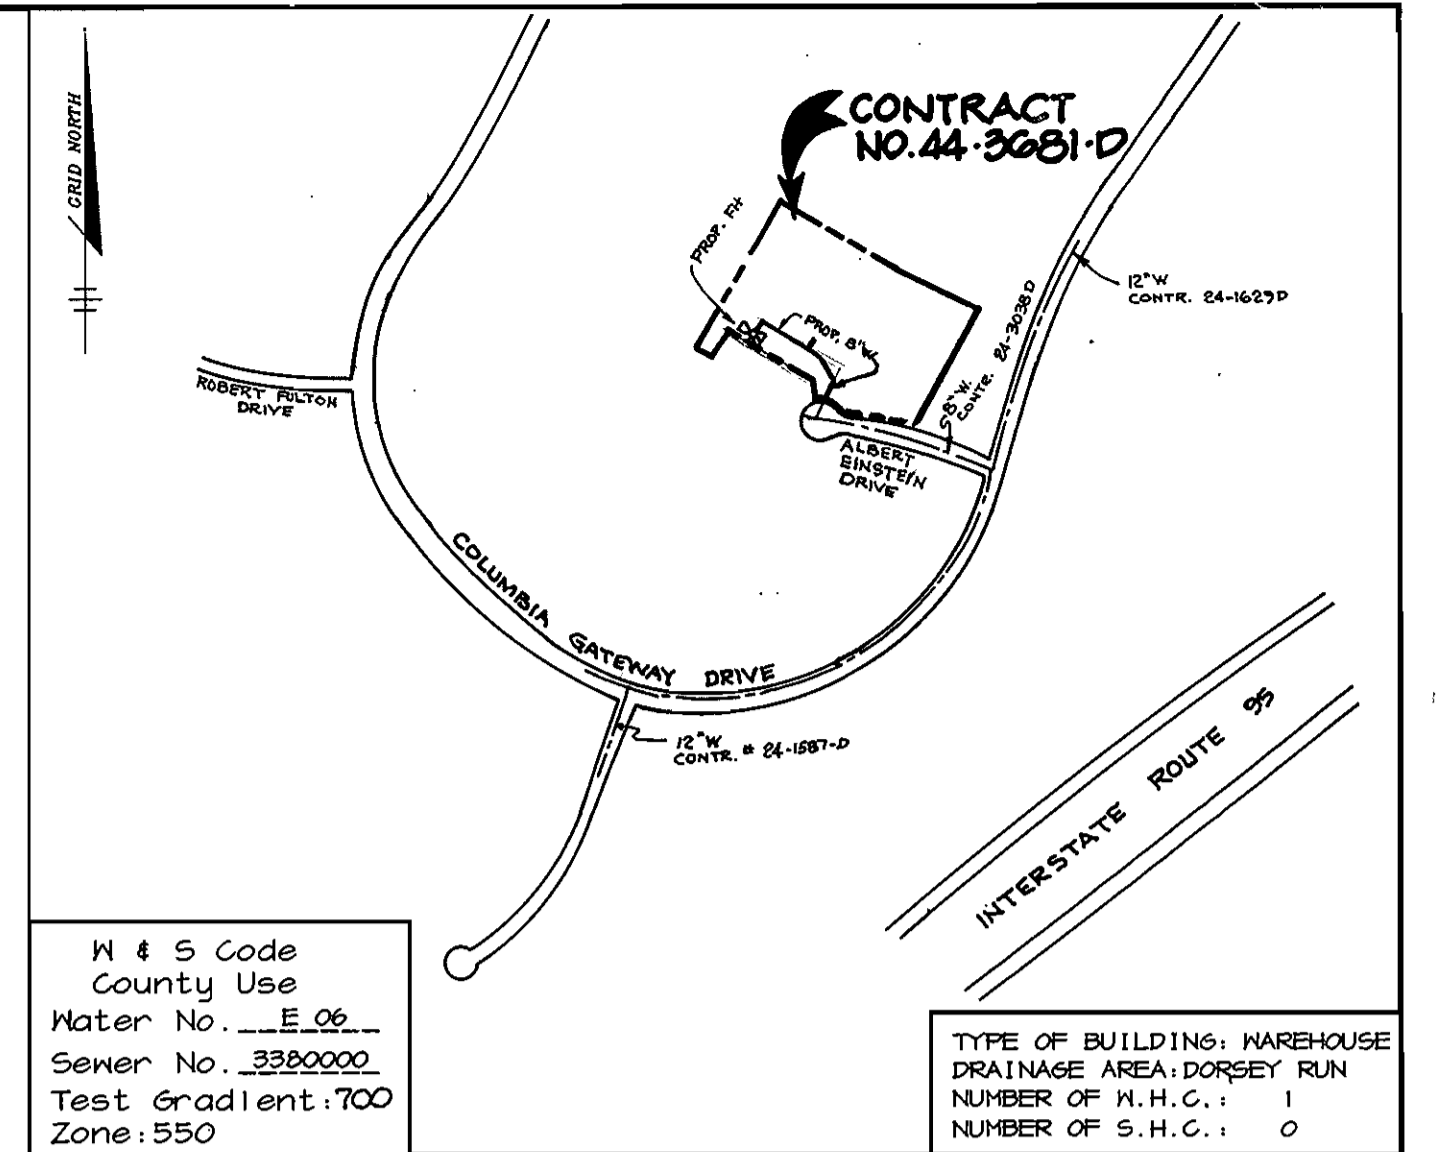 GRID NORTH
CONTRACT
NO. 44·3681·D
PROP. FH
PROP. 8"W
12"W
CONTR. 24-1629D
8"W.
CONTR. 24-3038D
ROBERT FULTON
DRIVE
ALBERT
EINSTEIN
DRIVE
COLUMBIA GATEWAY DRIVE
12"W
CONTR. # 24-1587-D
INTERSTATE ROUTE 95
W & S Code
County Use
Water No. E 06
Sewer No. 3380000
Test Gradient: 700
Zone: 550
TYPE OF BUILDING: WAREHOUSE
DRAINAGE AREA: DORSEY RUN
NUMBER OF W.H.C.: 1
NUMBER OF S.H.C.: 0